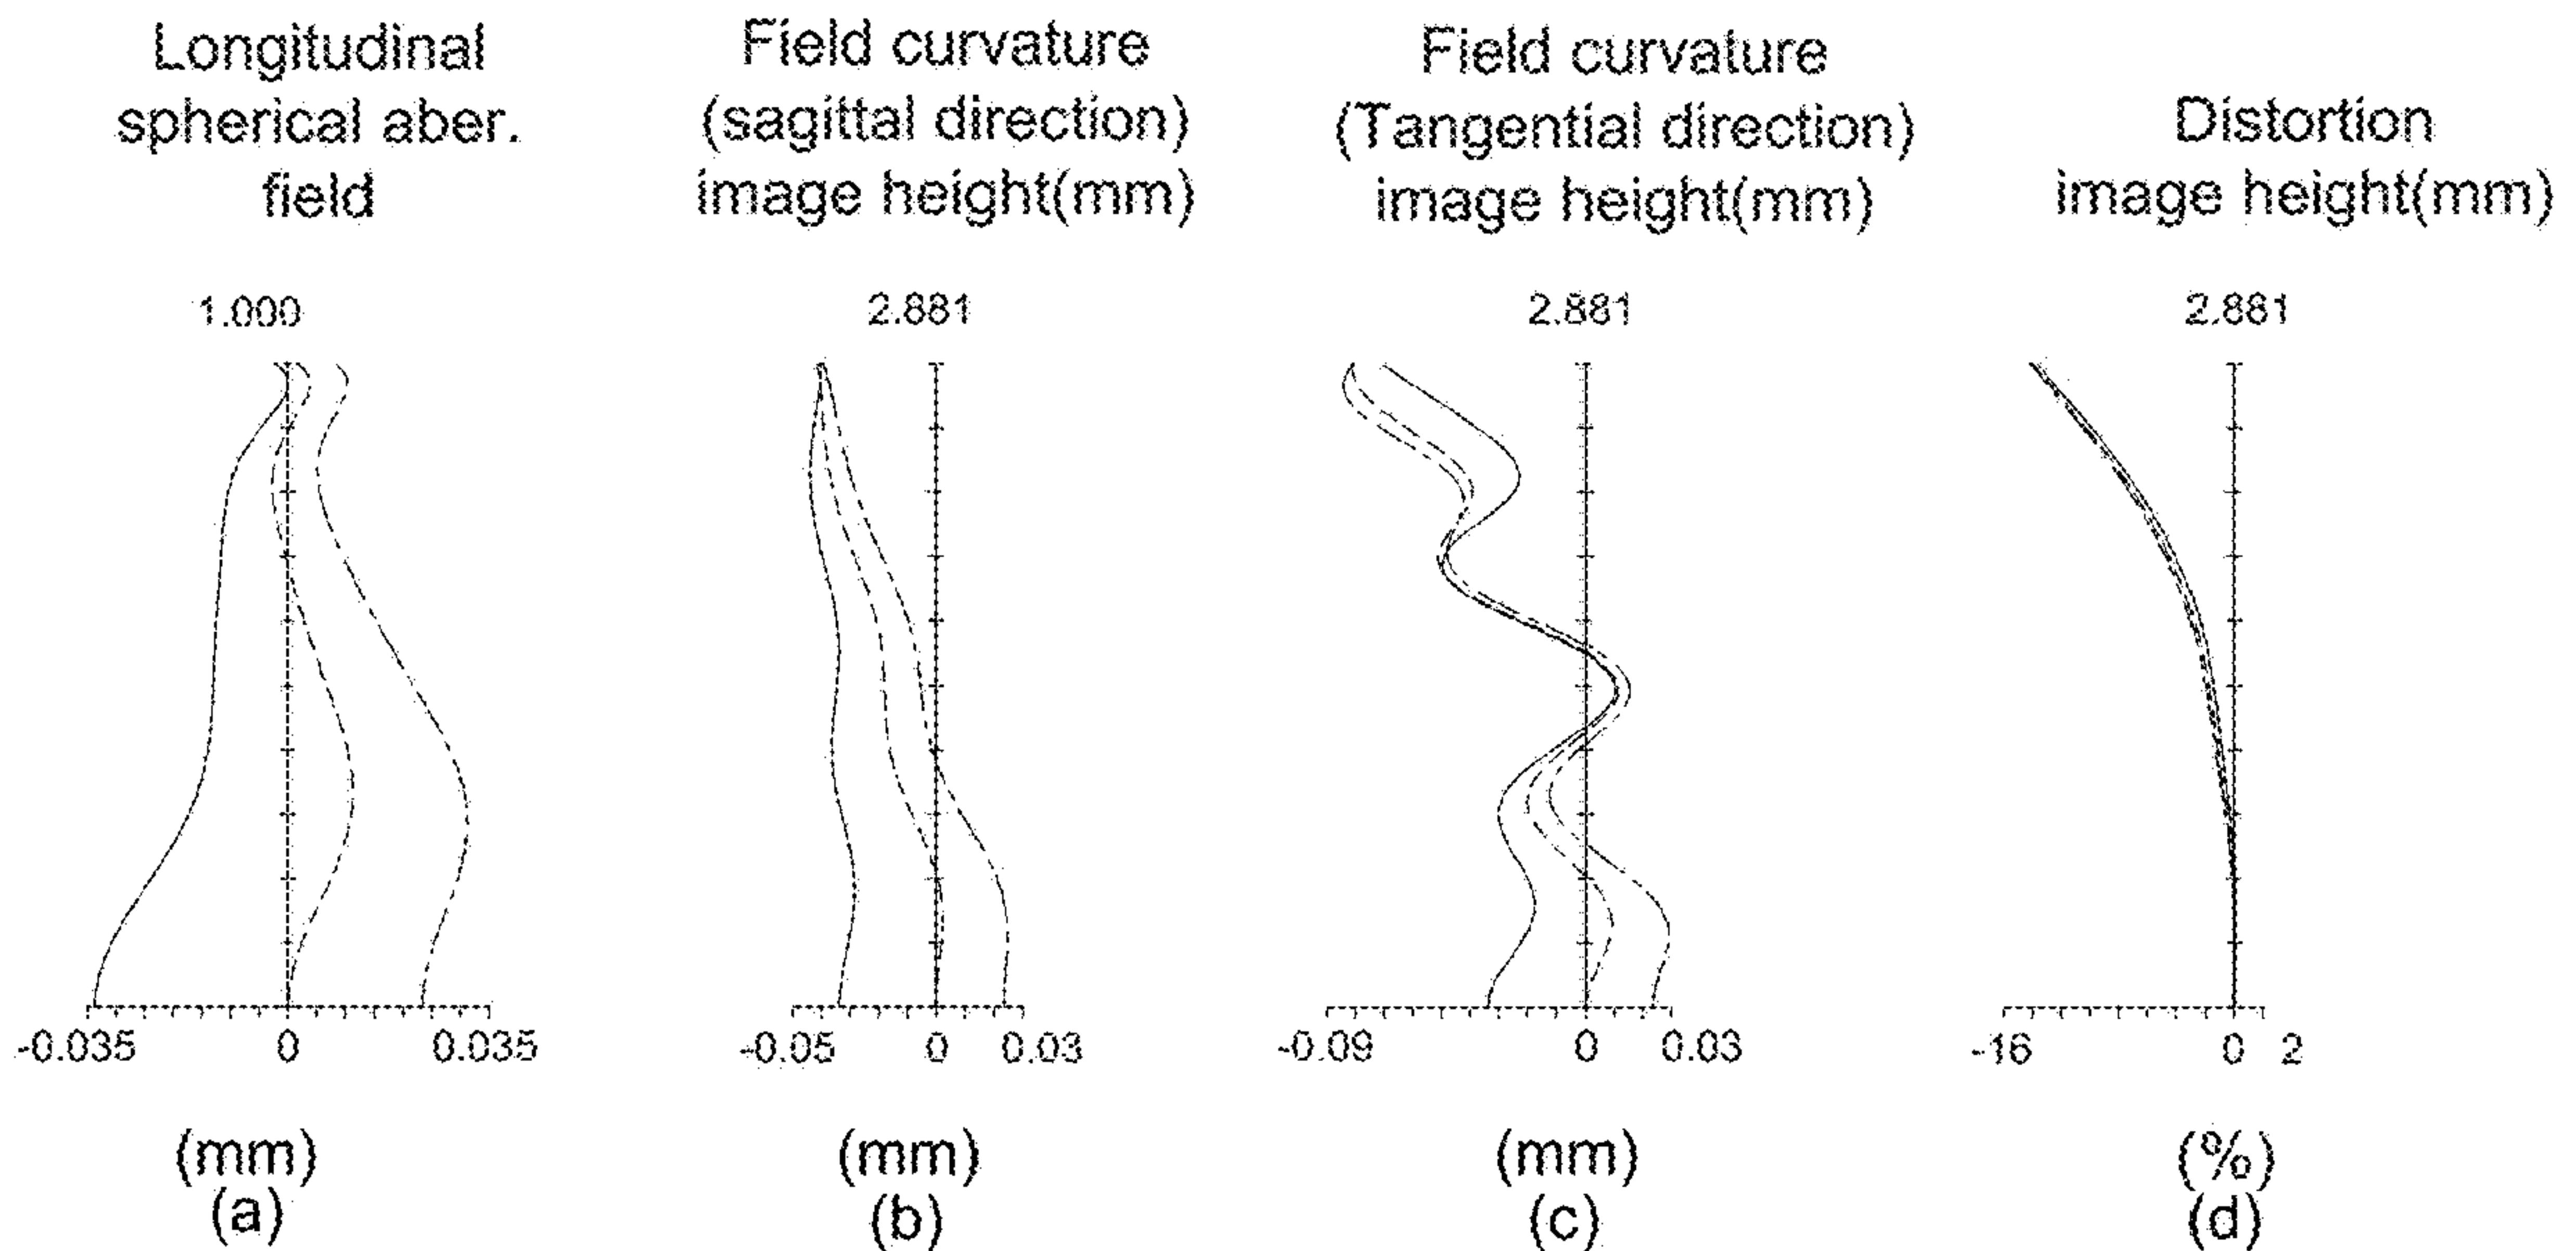 Longitudinal
spherical aber.
field
1.000
-0.035 0 0.035
(mm)
(a)
Field curvature
(sagittal direction)
image height(mm)
2.881
-0.05 0 0.03
(mm)
(b)
Field curvature
(Tangential direction)
image height(mm)
2.881
-0.09 0 0.03
(mm)
(c)
Distortion
image height(mm)
2.881
-16 0 2
(%)
(d)